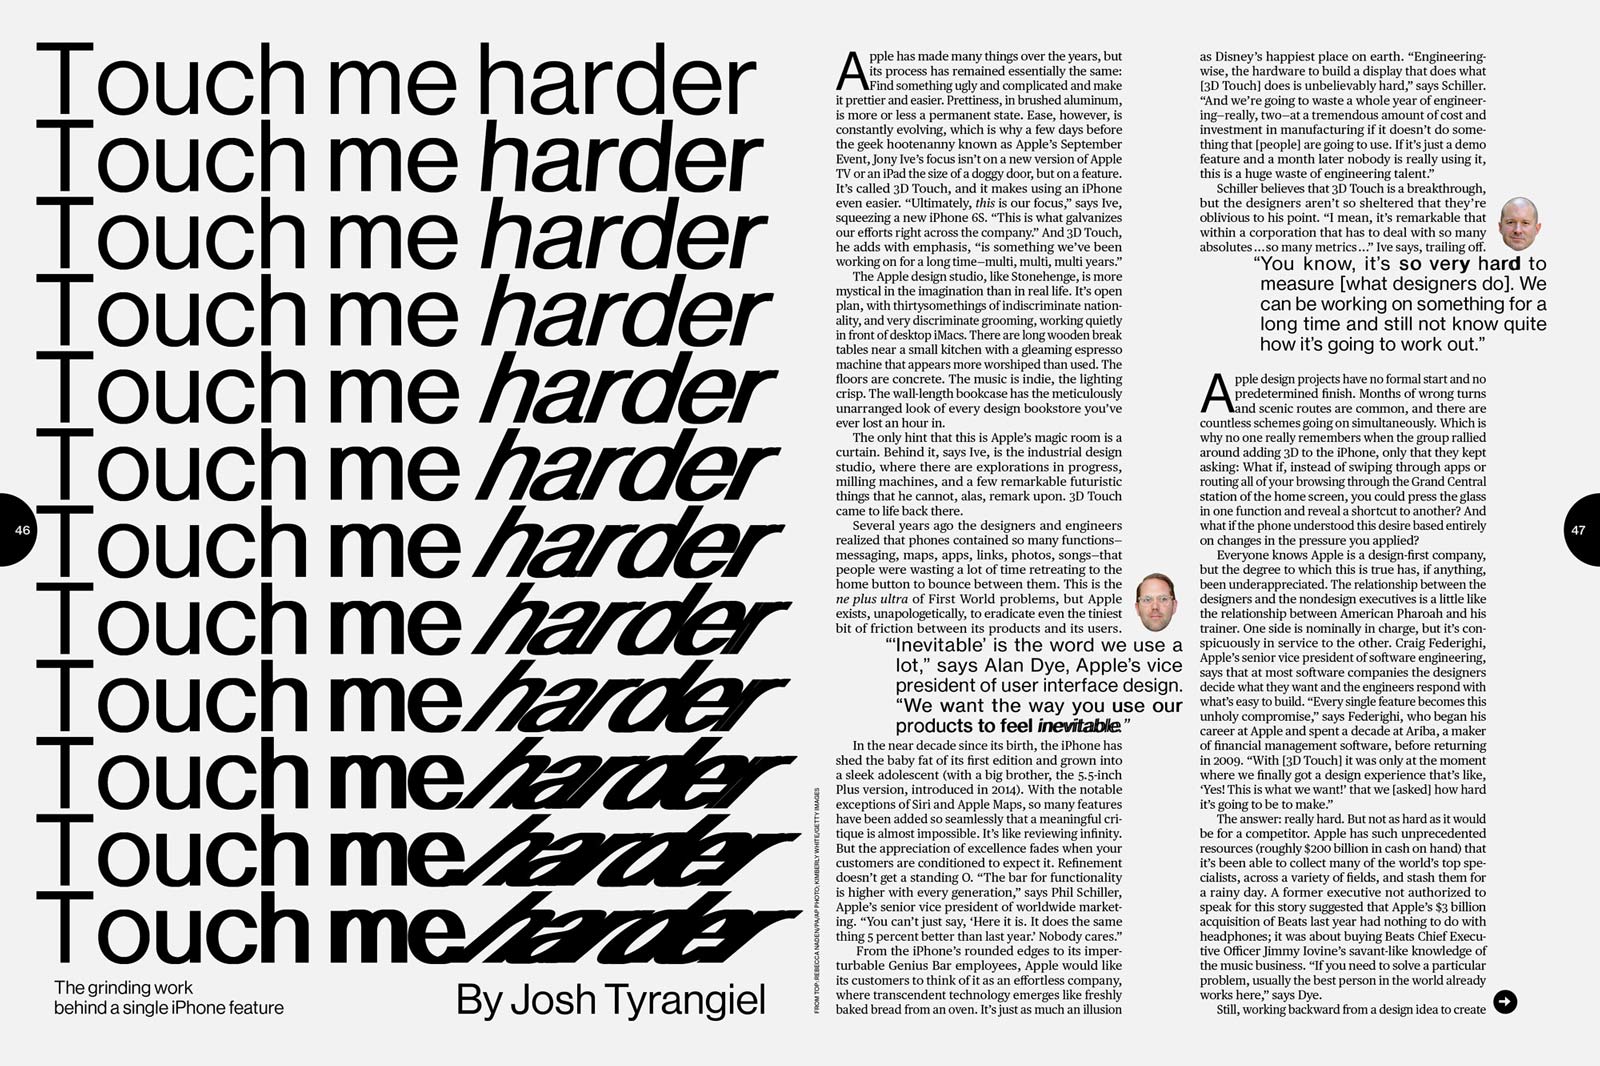 Touch me harder
Touch me harder
Touch me harder
Touch me harder
Touch me harder
Touch me harder
Touch me harder
Touch me harder
Touch me harder
Touch me harder
Touch me harder
Touch me harder
46
The grinding work
behind a single iPhone feature
By Josh Tyrangiel
FROM TOP: REBECCA NADEN/PA/AP PHOTO; KIMBERLY WHITE/GETTY IMAGES
Apple has made many things over the years, but
its process has remained essentially the same:
Find something ugly and complicated and make
it prettier and easier. Prettiness, in brushed aluminum,
is more or less a permanent state. Ease, however, is
constantly evolving, which is why a few days before
the geek hootenanny known as Apple’s September
Event, Jony Ive’s focus isn’t on a new version of Apple
TV or an iPad the size of a doggy door, but on a feature.
It’s called 3D Touch, and it makes using an iPhone
even easier. “Ultimately, this is our focus,” says Ive,
squeezing a new iPhone 6S. “This is what galvanizes
our efforts right across the company.” And 3D Touch,
he adds with emphasis, “is something we’ve been
working on for a long time—multi, multi, multi years.”
The Apple design studio, like Stonehenge, is more
mystical in the imagination than in real life. It’s open
plan, with thirtysomethings of indiscriminate nation-
ality, and very discriminate grooming, working quietly
in front of desktop iMacs. There are long wooden break
tables near a small kitchen with a gleaming espresso
machine that appears more worshiped than used. The
floors are concrete. The music is indie, the lighting
crisp. The wall-length bookcase has the meticulously
unarranged look of every design bookstore you’ve
ever lost an hour in.
The only hint that this is Apple’s magic room is a
curtain. Behind it, says Ive, is the industrial design
studio, where there are explorations in progress,
milling machines, and a few remarkable futuristic
things that he cannot, alas, remark upon. 3D Touch
came to life back there.
Several years ago the designers and engineers
realized that phones contained so many functions—
messaging, maps, apps, links, photos, songs—that
people were wasting a lot of time retreating to the
home button to bounce between them. This is the
ne plus ultra of First World problems, but Apple
exists, unapologetically, to eradicate even the tiniest
bit of friction between its products and its users.
“‘Inevitable’ is the word we use a
lot,” says Alan Dye, Apple’s vice
president of user interface design.
“We want the way you use our
products to feel inevitable.”
In the near decade since its birth, the iPhone has
shed the baby fat of its first edition and grown into
a sleek adolescent (with a big brother, the 5.5-inch
Plus version, introduced in 2014). With the notable
exceptions of Siri and Apple Maps, so many features
have been added so seamlessly that a meaningful cri-
tique is almost impossible. It’s like reviewing infinity.
But the appreciation of excellence fades when your
customers are conditioned to expect it. Refinement
doesn’t get a standing O. “The bar for functionality
is higher with every generation,” says Phil Schiller,
Apple’s senior vice president of worldwide market-
ing. “You can’t just say, ‘Here it is. It does the same
thing 5 percent better than last year.’ Nobody cares.”
From the iPhone’s rounded edges to its imper-
turbable Genius Bar employees, Apple would like
its customers to think of it as an effortless company,
where transcendent technology emerges like freshly
baked bread from an oven. It’s just as much an illusion
as Disney’s happiest place on earth. “Engineering-
wise, the hardware to build a display that does what
[3D Touch] does is unbelievably hard,” says Schiller.
“And we’re going to waste a whole year of engineer-
ing—really, two—at a tremendous amount of cost and
investment in manufacturing if it doesn’t do some-
thing that [people] are going to use. If it’s just a demo
feature and a month later nobody is really using it,
this is a huge waste of engineering talent.”
Schiller believes that 3D Touch is a breakthrough,
but the designers aren’t so sheltered that they’re
oblivious to his point. “I mean, it’s remarkable that
within a corporation that has to deal with so many
absolutes…so many metrics…” Ive says, trailing off.
“You know, it’s so very hard to
measure [what designers do]. We
can be working on something for a
long time and still not know quite
how it’s going to work out.”
Apple design projects have no formal start and no
predetermined finish. Months of wrong turns
and scenic routes are common, and there are
countless schemes going on simultaneously. Which is
why no one really remembers when the group rallied
around adding 3D to the iPhone, only that they kept
asking: What if, instead of swiping through apps or
routing all of your browsing through the Grand Central
station of the home screen, you could press the glass
in one function and reveal a shortcut to another? And
what if the phone understood this desire based entirely
on changes in the pressure you applied?
Everyone knows Apple is a design-first company,
but the degree to which this is true has, if anything,
been underappreciated. The relationship between the
designers and the nondesign executives is a little like
the relationship between American Pharoah and his
trainer. One side is nominally in charge, but it’s con-
spicuously in service to the other. Craig Federighi,
Apple’s senior vice president of software engineering,
says that at most software companies the designers
decide what they want and the engineers respond with
what’s easy to build. “Every single feature becomes this
unholy compromise,” says Federighi, who began his
career at Apple and spent a decade at Ariba, a maker
of financial management software, before returning
in 2009. “With [3D Touch] it was only at the moment
where we finally got a design experience that’s like,
‘Yes! This is what we want!’ that we [asked] how hard
it’s going to be to make.”
The answer: really hard. But not as hard as it would
be for a competitor. Apple has such unprecedented
resources (roughly $200 billion in cash on hand) that
it’s been able to collect many of the world’s top spe-
cialists, across a variety of fields, and stash them for
a rainy day. A former executive not authorized to
speak for this story suggested that Apple’s $3 billion
acquisition of Beats last year had nothing to do with
headphones; it was about buying Beats Chief Execu-
tive Officer Jimmy Iovine’s savant-like knowledge of
the music business. “If you need to solve a particular
problem, usually the best person in the world already
works here,” says Dye.
Still, working backward from a design idea to create
47